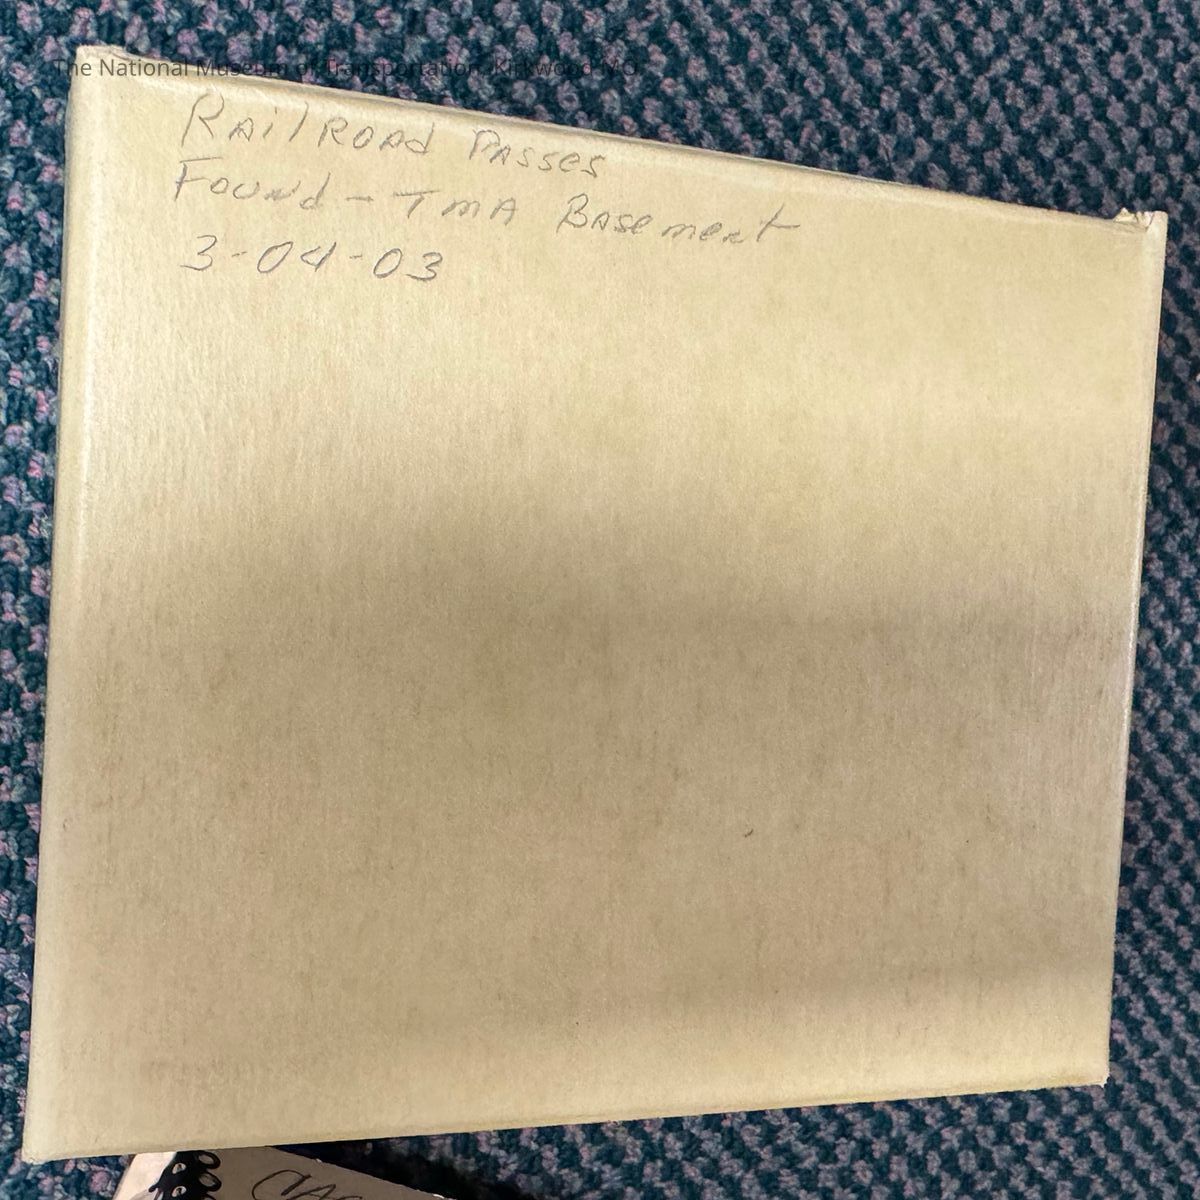 The National Museum of Transportation, Kirkwood MO
Railroad Passes
Found - TMA Basement
3-04-03